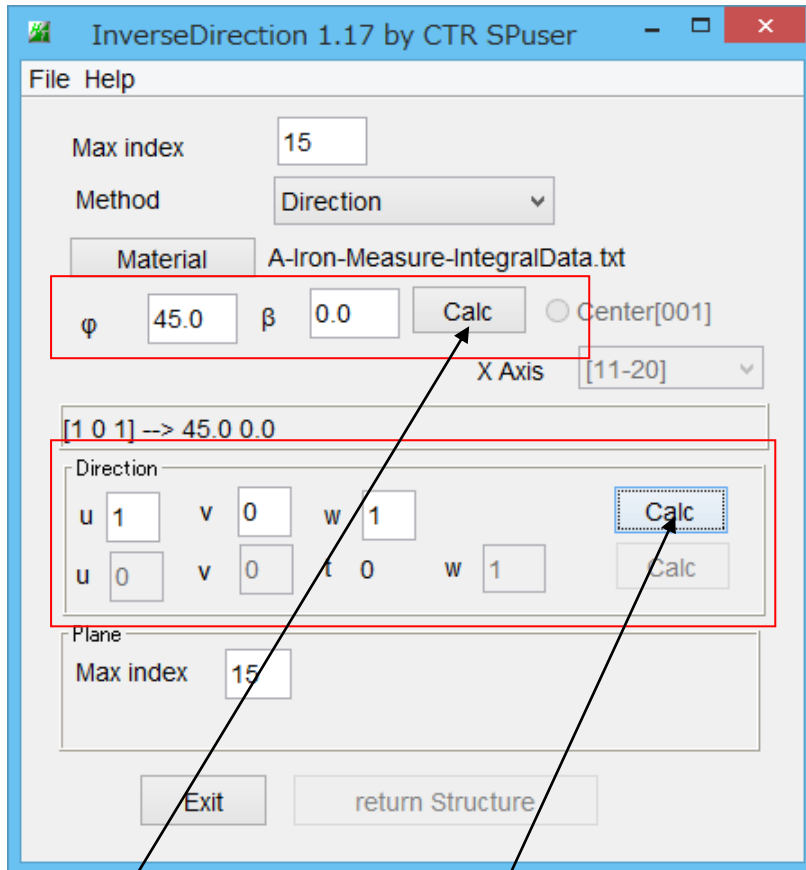 InverseDirection 1.17 by CTR SPuser
File Help
Max index 15
Method Direction
Material A-Iron-Measure-IntegralData.txt
φ 45.0 β 0.0 Calc Center[001]
X Axis [11-20]
[1 0 1] --> 45.0 0.0
Direction
u 1 v 0 w 1 Calc
u 0 v 0 t 0 w 1 Calc
Plane
Max index 15
Exit return Structure